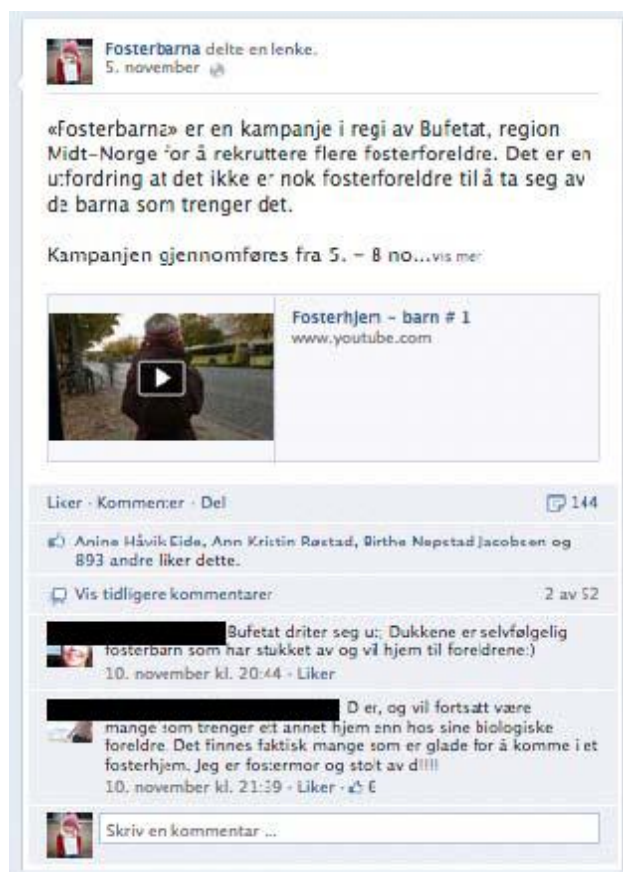 Fosterbarna delte en lenke.
5. november
«Fosterbarna» er en kampanje i regi av Bufetat, region
Midt-Norge for å rekruttere flere fosterforeldre. Det er en
utfordring at det ikke er nok fosterforeldre til å ta seg av
de barna som trenger det.
Kampanjen gjennomføres fra 5. - 8 no...vis mer
Fosterhjem - barn # 1
www.youtube.com
Liker · Kommenter · Del
144
Anine Håvik Eide, Ann Kristin Røstad, Birthe Nepstad Jacobsen og
893 andre liker dette.
Vis tidligere kommentarer
2 av 52
Bufetat driter seg ut; Dukkene er selvfølgelig
fosterbarn som har stukket av og vil hjem til foreldrene:)
10. november kl. 20:44 · Liker
D er, og vil fortsatt være
mange som trenger ett annet hjem enn hos sine biologiske
foreldre. Det finnes faktisk mange som er glade for å komme i et
fosterhjem. Jeg er fostermor og stolt av d!!!!
10. november kl. 21:39 · Liker · 6
Skriv en kommentar ...